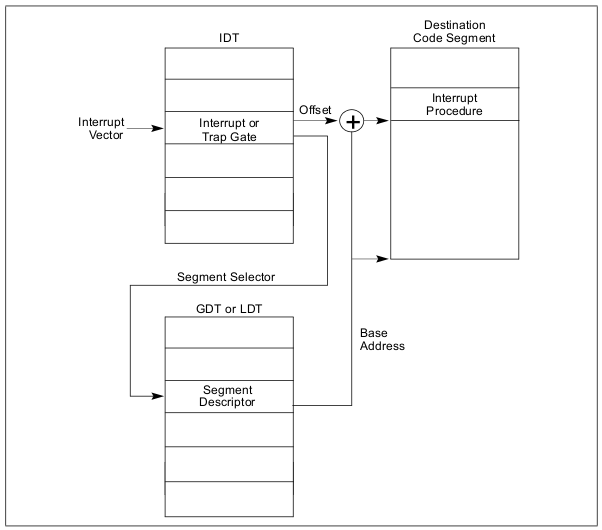 IDT
Destination
Code Segment
Interrupt
Vector
Interrupt or
Trap Gate
Offset
+
Interrupt
Procedure
Segment Selector
GDT or LDT
Base
Address
Segment
Descriptor